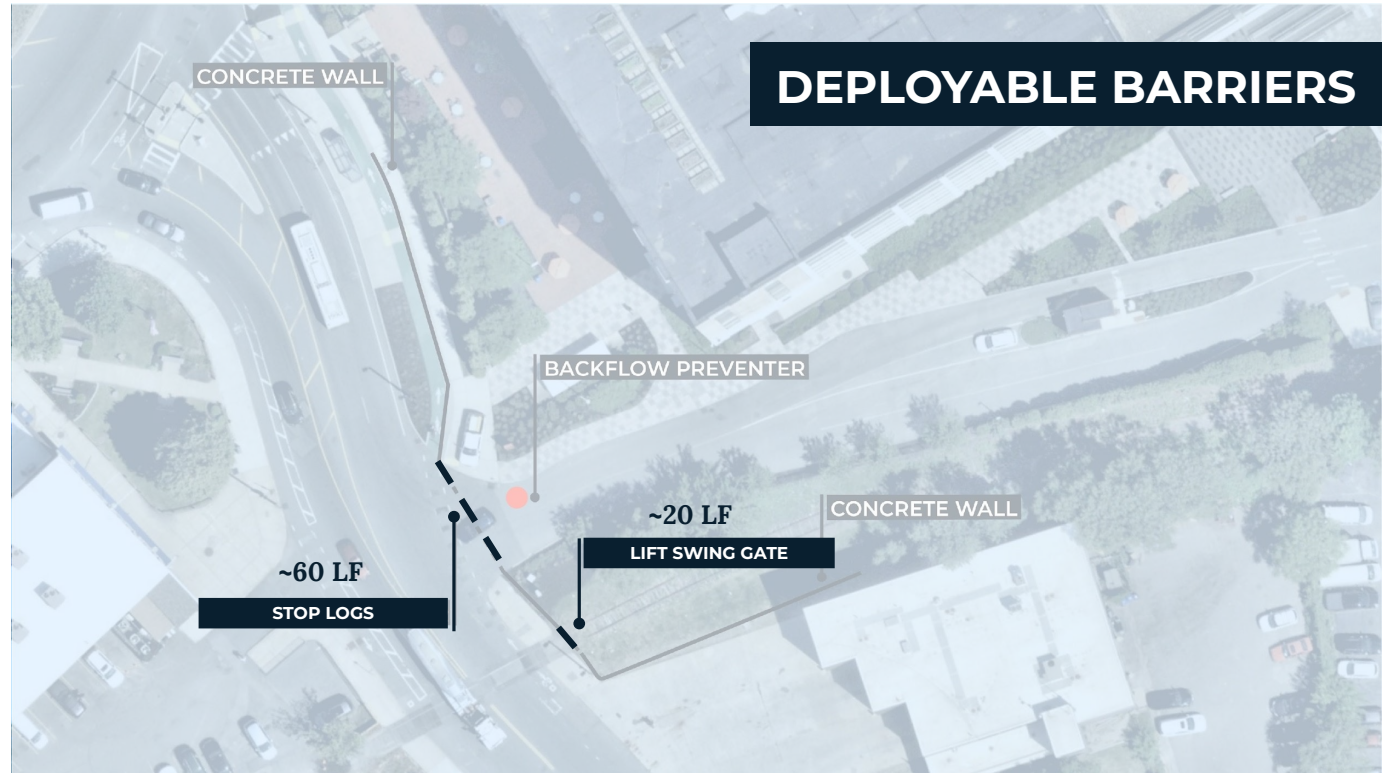 CONCRETE WALL
DEPLOYABLE BARRIERS
BACKFLOW PREVENTER
CONCRETE WALL
~20 LF
LIFT SWING GATE
~60 LF
STOP LOGS